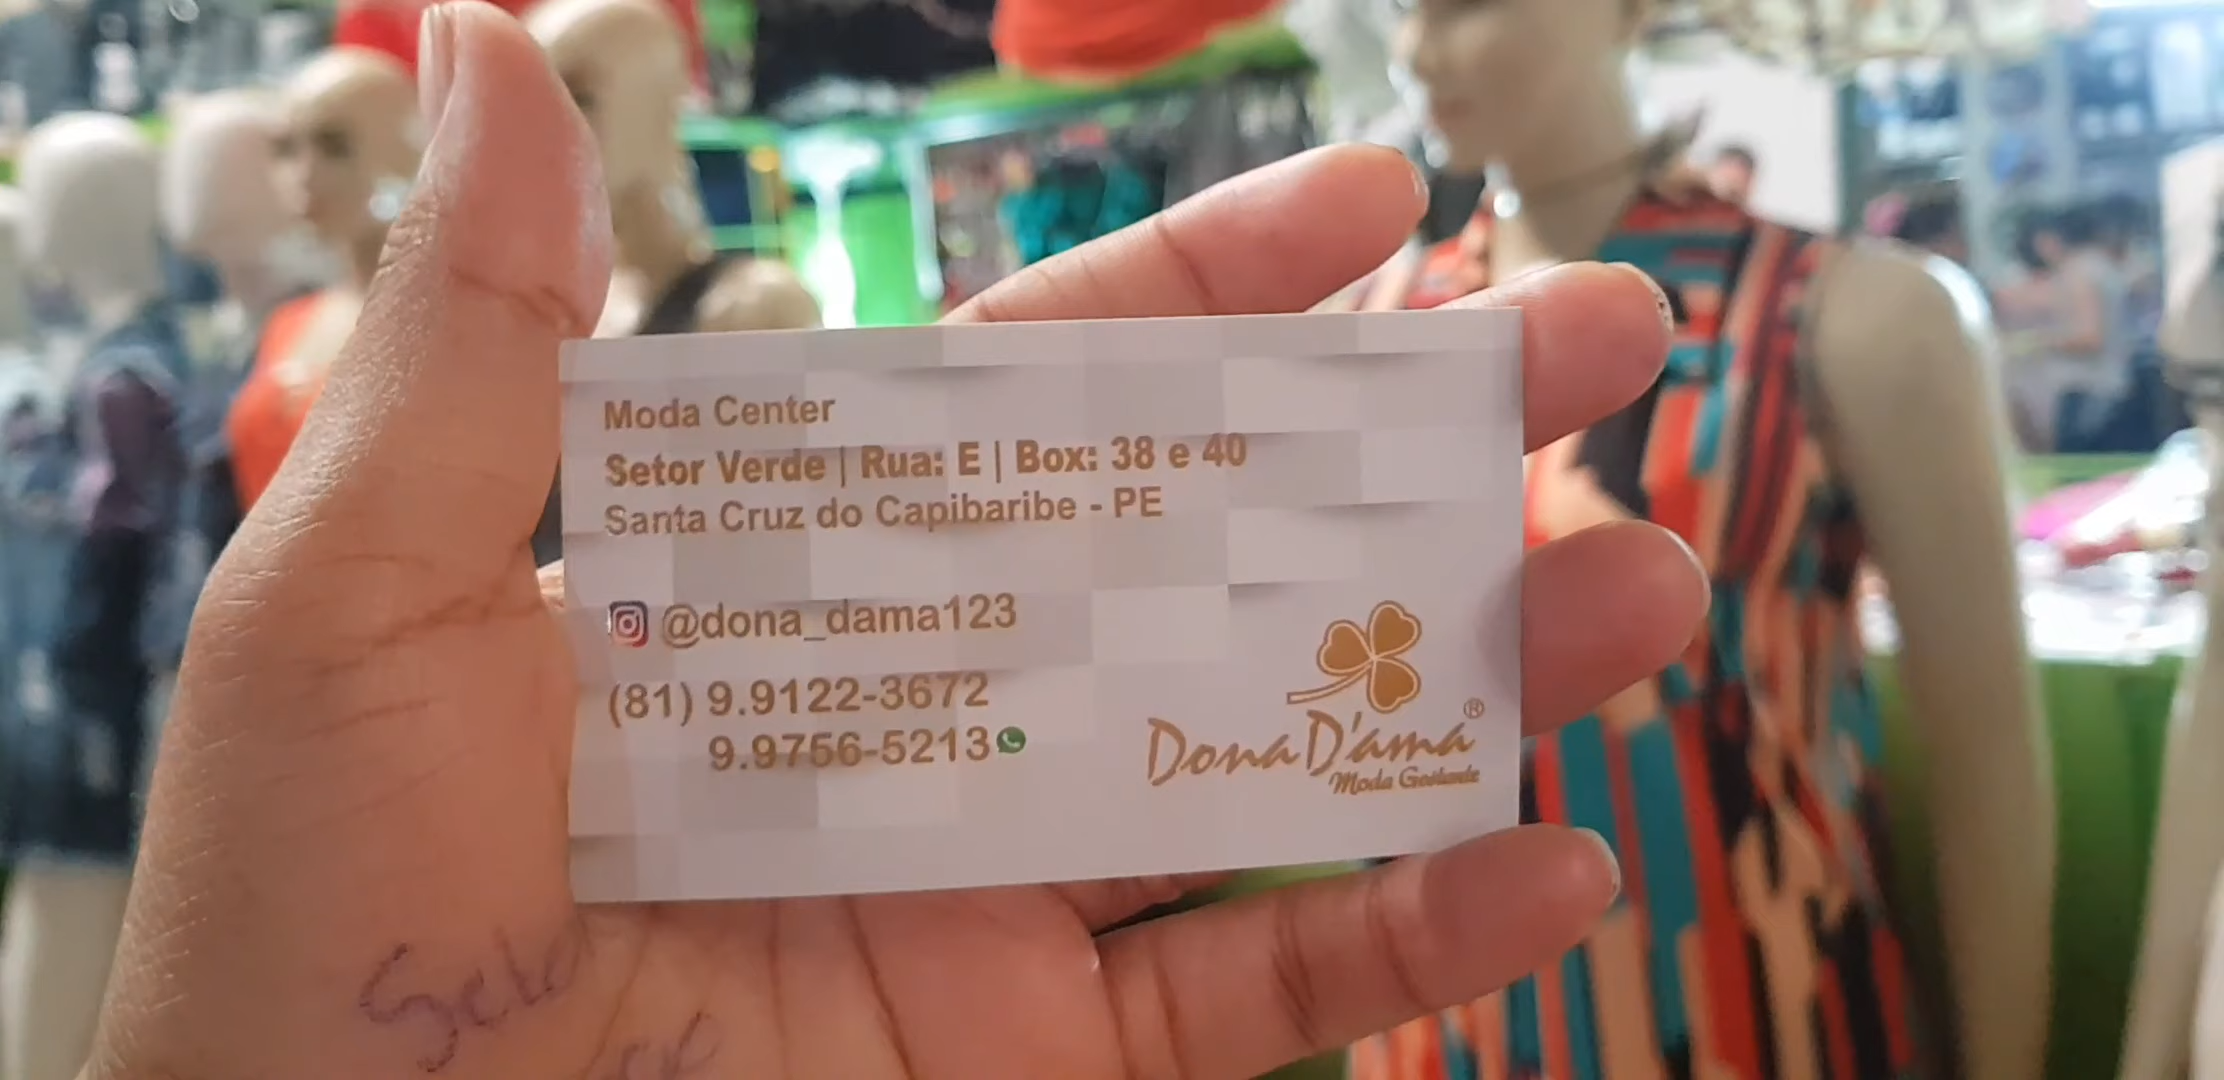 Moda Center
Setor Verde | Rua: E | Box: 38 e 40
Santa Cruz do Capibaribe - PE
@dona_dama123
(81) 9.9122-3672
9.9756-5213
DonaD'ama®
Moda Gestante